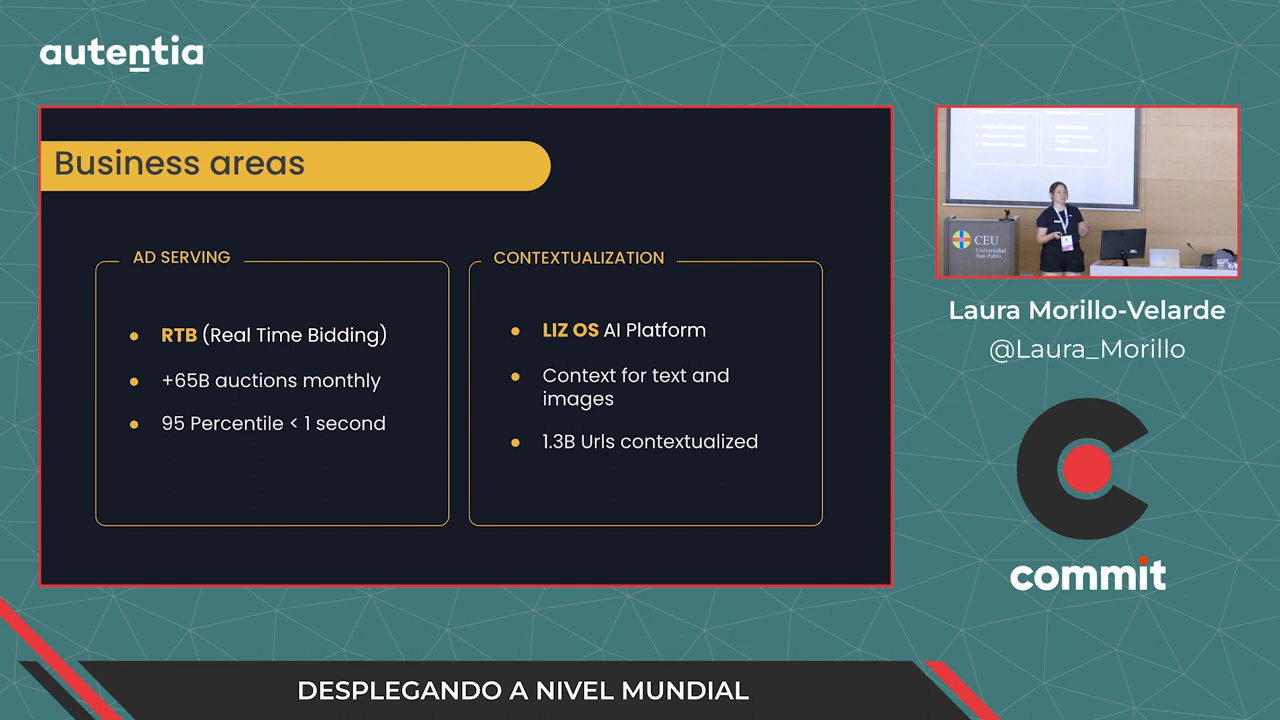 autentia
Business areas
AD SERVING
RTB (Real Time Bidding)
+65B auctions monthly
95 Percentile < 1 second
CONTEXTUALIZATION
LIZ OS AI Platform
Context for text and
images
1.3B Urls contextualized
CEU
Universidad
San Pablo
Laura Morillo-Velarde
@Laura_Morillo
commit
DESPLEGANDO A NIVEL MUNDIAL